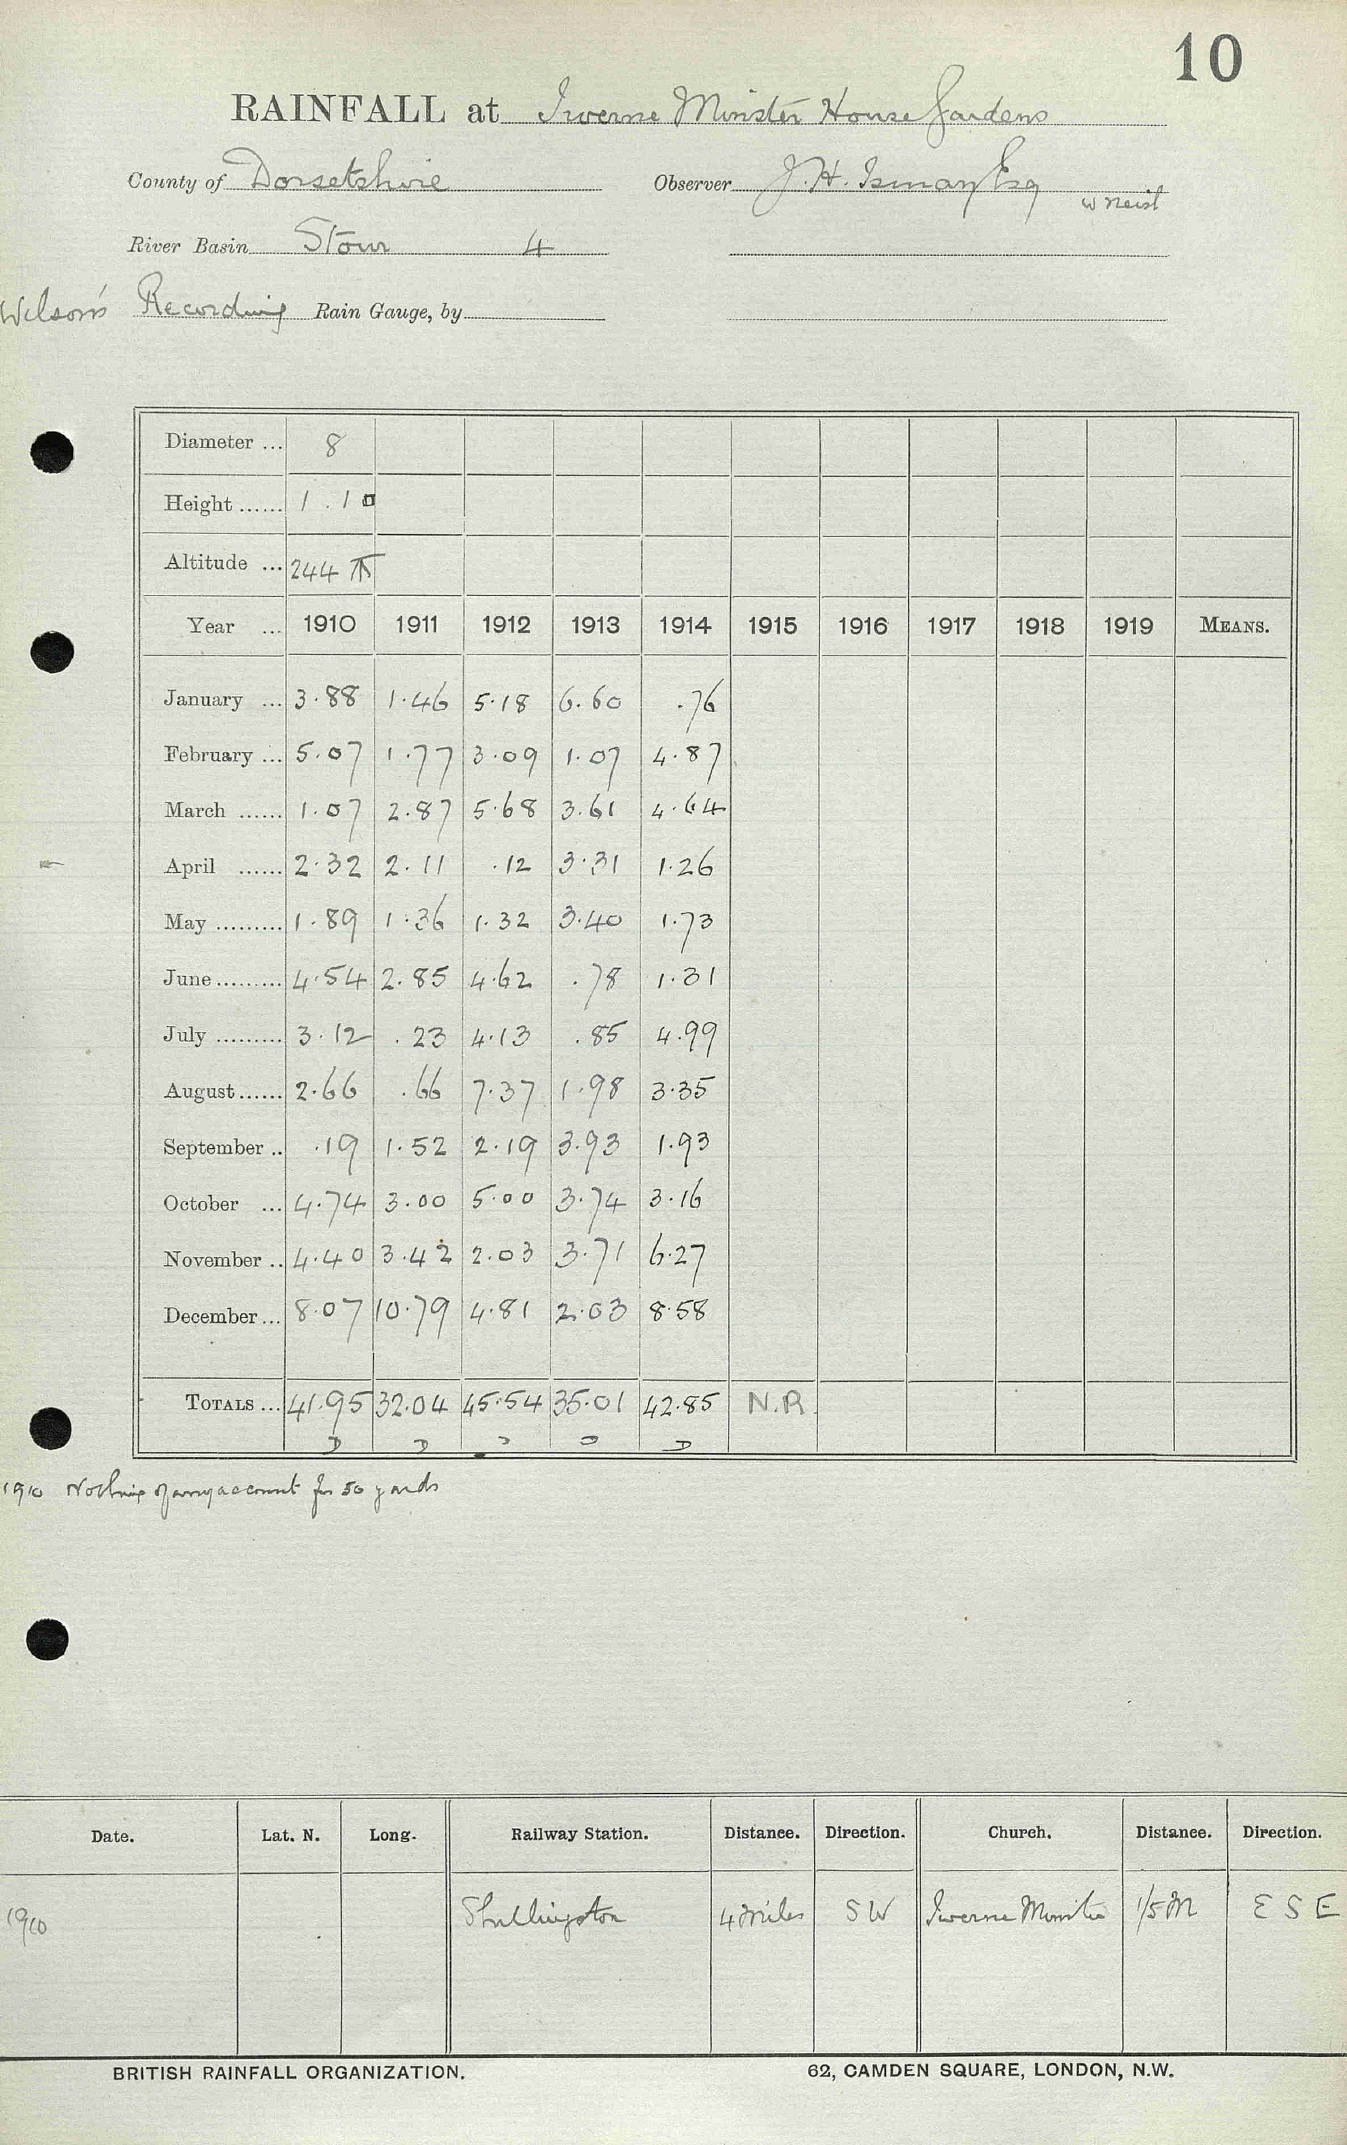 10
RAINFALL at Iwerne Minster House Gardens
County of Dorsetshire Observer J. H. Ismay Esq
River Basin Stour 4
Wilson's Recording Rain Gauge, by
Diameter ... 8
Height ...... 1.10
Altitude ... 244
Year ... 1910 1911 1912 1913 1914 1915 1916 1917 1918 1919 MEANS.
January ... 3.88 1.46 5.18 6.60 .76
February ... 5.07 1.77 3.09 1.07 4.87
March ...... 1.07 2.87 5.68 3.61 4.64
April ...... 2.32 2.11 .12 3.31 1.26
May ......... 1.89 1.36 1.32 3.40 1.73
June ......... 4.54 2.85 4.62 .78 1.31
July ......... 3.12 .23 4.13 .85 4.99
August ...... 2.66 .66 7.37 1.98 3.35
September .. .19 1.52 2.19 3.93 1.93
October ... 4.74 3.00 5.00 3.74 3.16
November .. 4.40 3.42 2.03 3.71 6.27
December ... 8.07 10.79 4.81 2.03 8.58
TOTALS ... 41.95 32.04 45.54 35.01 42.85 N.R.
D D D D D
1910 Nothing of any account for 50 yards
Date. Lat. N. Long. Railway Station. Distance. Direction. Church. Distance. Direction.
1910 Shillingston 4 miles SW Iwerne Minster 1/5 M E S E
BRITISH RAINFALL ORGANIZATION. 62, CAMDEN SQUARE, LONDON, N.W.